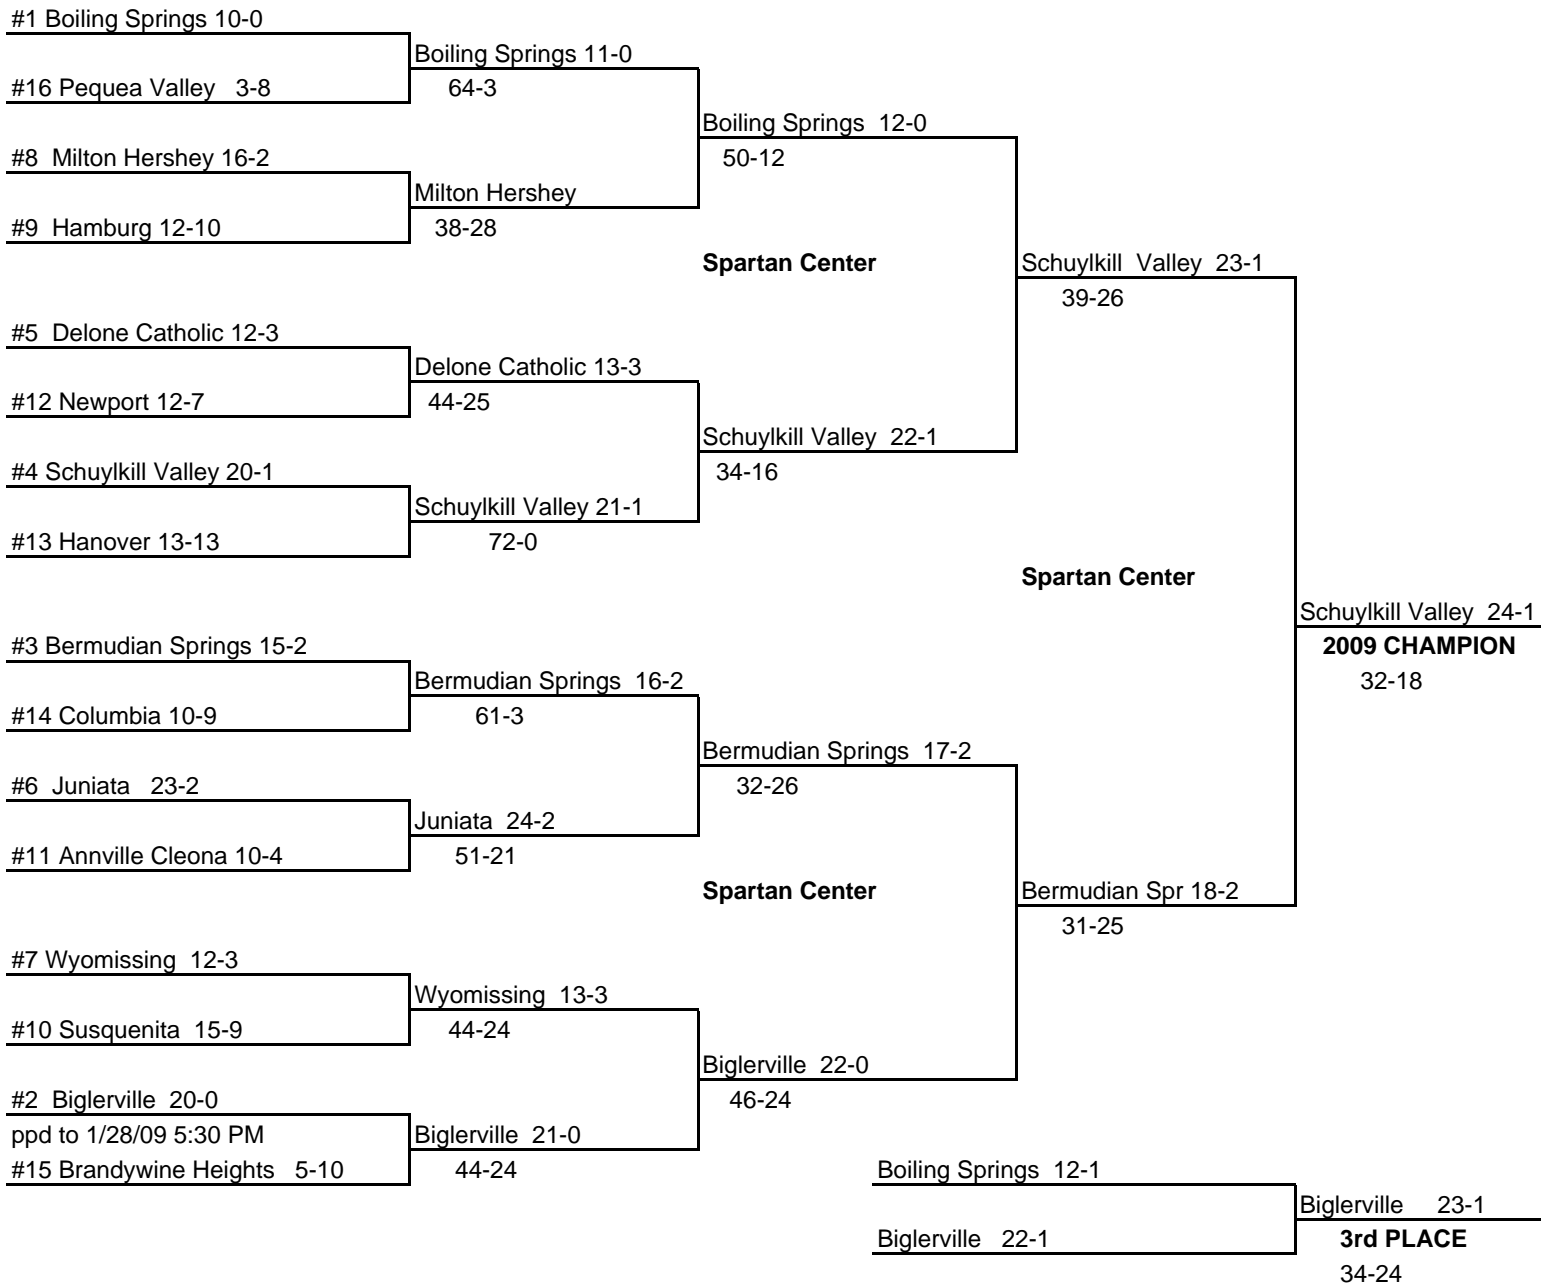 #1 Boiling Springs 10-0
Boiling Springs 11-0
#16 Pequea Valley 3-8
64-3
Boiling Springs 12-0
#8 Milton Hershey 16-2
50-12
Milton Hershey
#9 Hamburg 12-10
38-28
Spartan Center
Schuylkill Valley 23-1
39-26
#5 Delone Catholic 12-3
Delone Catholic 13-3
#12 Newport 12-7
44-25
Schuylkill Valley 22-1
#4 Schuylkill Valley 20-1
34-16
Schuylkill Valley 21-1
#13 Hanover 13-13
72-0
Spartan Center
Schuylkill Valley 24-1
#3 Bermudian Springs 15-2
2009 CHAMPION
Bermudian Springs 16-2
32-18
#14 Columbia 10-9
61-3
Bermudian Springs 17-2
#6 Juniata 23-2
32-26
Juniata 24-2
#11 Annville Cleona 10-4
51-21
Spartan Center
Bermudian Spr 18-2
31-25
#7 Wyomissing 12-3
Wyomissing 13-3
#10 Susquenita 15-9
44-24
Biglerville 22-0
#2 Biglerville 20-0
46-24
ppd to 1/28/09 5:30 PM
Biglerville 21-0
#15 Brandywine Heights 5-10
44-24
Boiling Springs 12-1
Biglerville 23-1
Biglerville 22-1
3rd PLACE
34-24